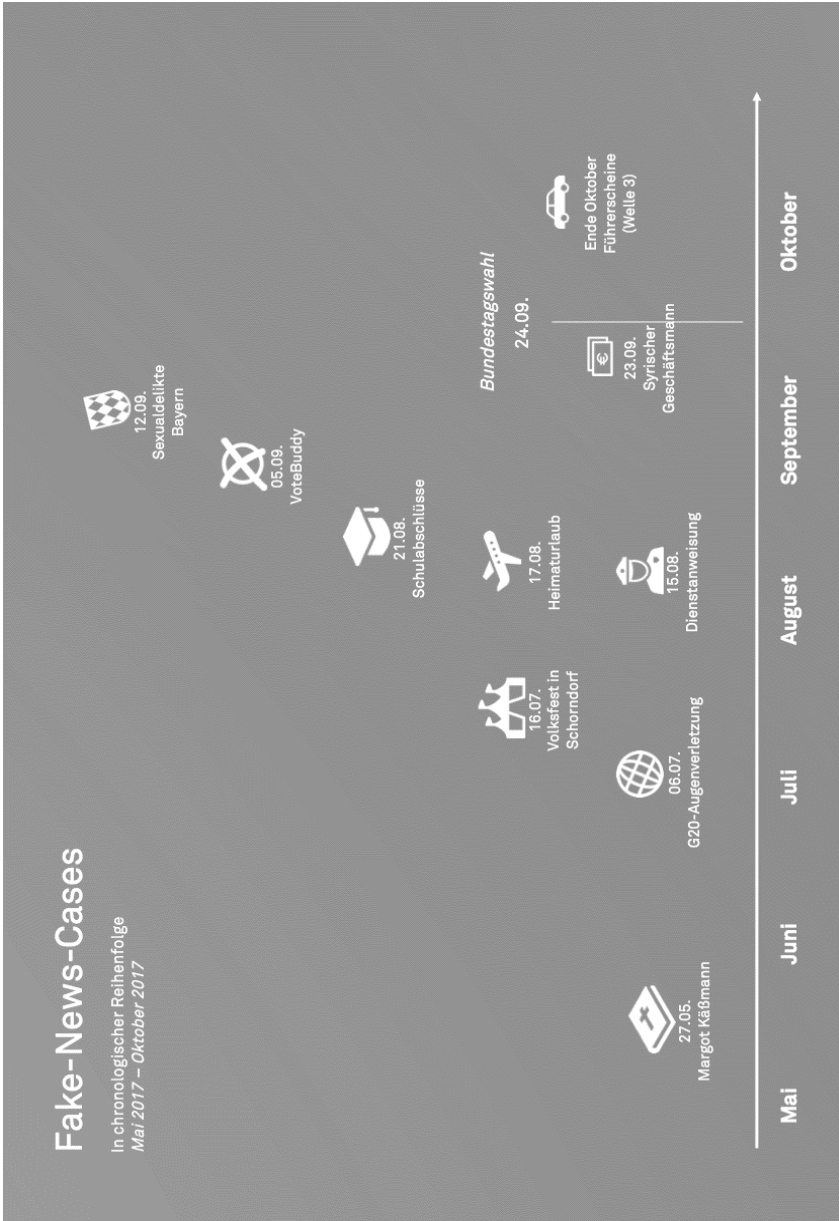 Fake-News-Cases
In chronologischer Reihenfolge
Mai 2017 – Oktober 2017
27.05.
Margot Käßmann
06.07.
G20-Augenverletzung
16.07.
Volksfest in
Schorndorf
15.08.
Dienstanweisung
17.08.
Heimaturlaub
21.08.
Schulabschlüsse
05.09.
VoteBuddy
12.09.
Sexualdelikte
Bayern
23.09.
Syrischer
Geschäftsmann
Bundestagswahl
24.09.
Ende Oktober
Führerscheine
(Welle 3)
Mai
Juni
Juli
August
September
Oktober